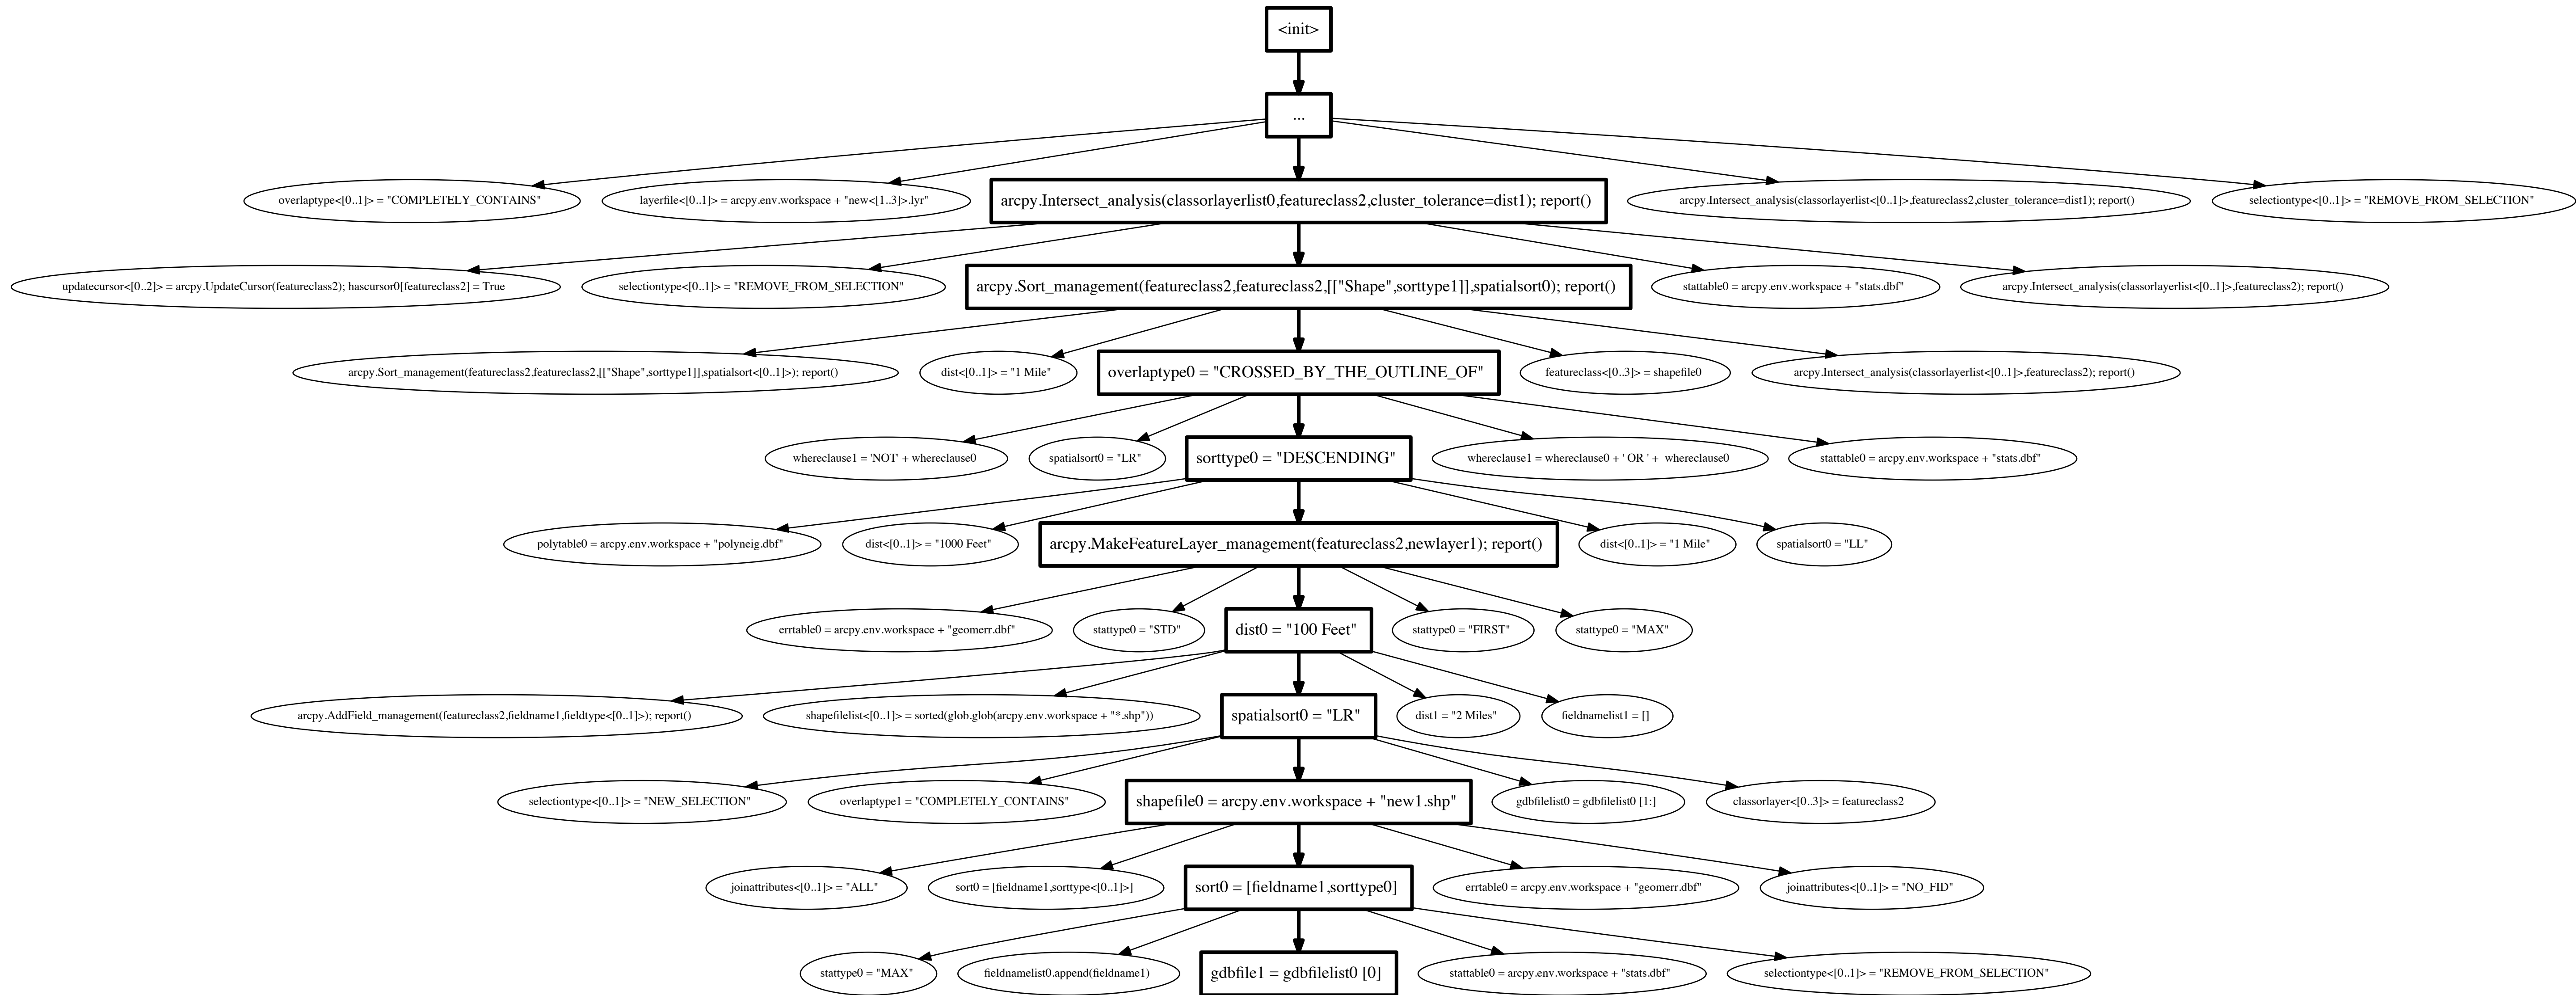 <init>
...
overlaptype<[0..1]> = "COMPLETELY_CONTAINS"
layerfile<[0..1]> = arcpy.env.workspace + "new<[1..3]>.lyr"
arcpy.Intersect_analysis(classorlayerlist0,featureclass2,cluster_tolerance=dist1); report()
arcpy.Intersect_analysis(classorlayerlist<[0..1]>,featureclass2,cluster_tolerance=dist1); report()
selectiontype<[0..1]> = "REMOVE_FROM_SELECTION"
updatecursor<[0..2]> = arcpy.UpdateCursor(featureclass2); hascursor0[featureclass2] = True
selectiontype<[0..1]> = "REMOVE_FROM_SELECTION"
arcpy.Sort_management(featureclass2,featureclass2,[["Shape",sorttype1]],spatialsort0); report()
stattable0 = arcpy.env.workspace + "stats.dbf"
arcpy.Intersect_analysis(classorlayerlist<[0..1]>,featureclass2); report()
arcpy.Sort_management(featureclass2,featureclass2,[["Shape",sorttype1]],spatialsort<[0..1]>); report()
dist<[0..1]> = "1 Mile"
overlaptype0 = "CROSSED_BY_THE_OUTLINE_OF"
featureclass<[0..3]> = shapefile0
arcpy.Intersect_analysis(classorlayerlist<[0..1]>,featureclass2); report()
whereclause1 = 'NOT' + whereclause0
spatialsort0 = "LR"
sorttype0 = "DESCENDING"
whereclause1 = whereclause0 + ' OR ' +  whereclause0
stattable0 = arcpy.env.workspace + "stats.dbf"
polytable0 = arcpy.env.workspace + "polyneig.dbf"
dist<[0..1]> = "1000 Feet"
arcpy.MakeFeatureLayer_management(featureclass2,newlayer1); report()
dist<[0..1]> = "1 Mile"
spatialsort0 = "LL"
errtable0 = arcpy.env.workspace + "geomerr.dbf"
stattype0 = "STD"
dist0 = "100 Feet"
stattype0 = "FIRST"
stattype0 = "MAX"
arcpy.AddField_management(featureclass2,fieldname1,fieldtype<[0..1]>); report()
shapefilelist<[0..1]> = sorted(glob.glob(arcpy.env.workspace + "*.shp"))
spatialsort0 = "LR"
dist1 = "2 Miles"
fieldnamelist1 = []
selectiontype<[0..1]> = "NEW_SELECTION"
overlaptype1 = "COMPLETELY_CONTAINS"
shapefile0 = arcpy.env.workspace + "new1.shp"
gdbfilelist0 = gdbfilelist0 [1:]
classorlayer<[0..3]> = featureclass2
joinattributes<[0..1]> = "ALL"
sort0 = [fieldname1,sorttype<[0..1]>]
sort0 = [fieldname1,sorttype0]
errtable0 = arcpy.env.workspace + "geomerr.dbf"
joinattributes<[0..1]> = "NO_FID"
stattype0 = "MAX"
fieldnamelist0.append(fieldname1)
gdbfile1 = gdbfilelist0 [0]
stattable0 = arcpy.env.workspace + "stats.dbf"
selectiontype<[0..1]> = "REMOVE_FROM_SELECTION"